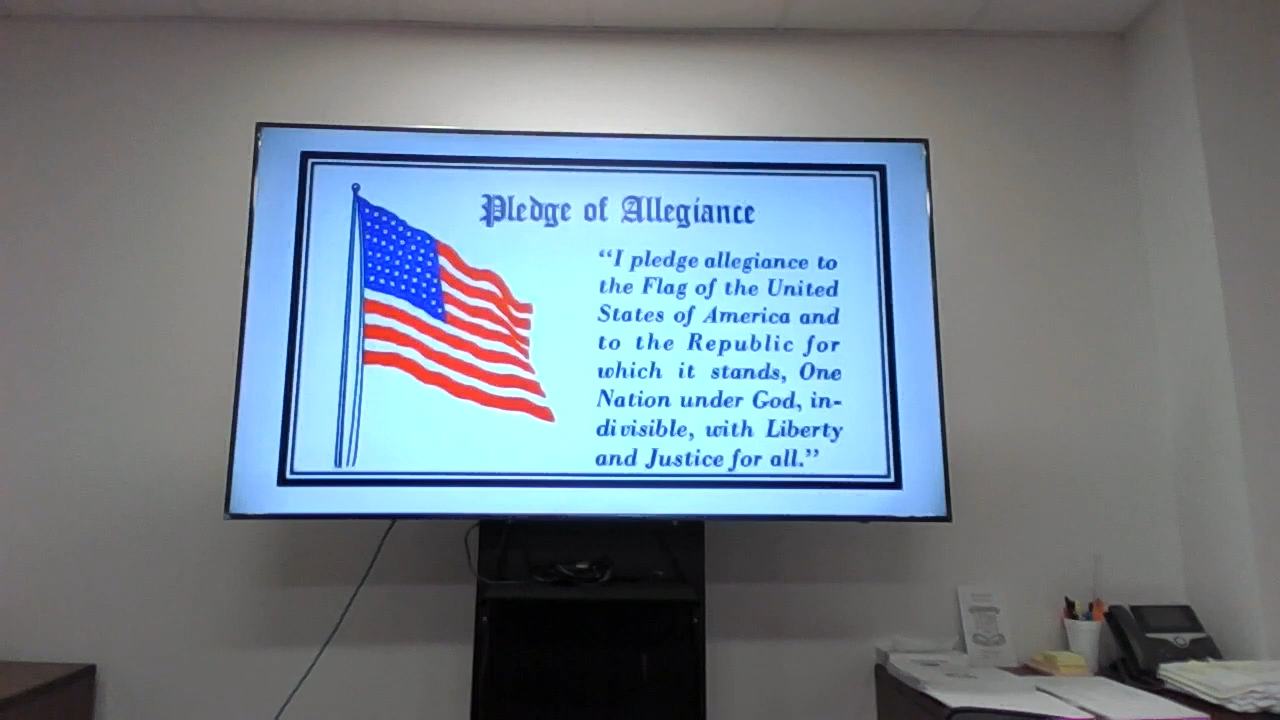 Pledge of Allegiance
“I pledge allegiance to
the Flag of the United
States of America and
to the Republic for
which it stands, One
Nation under God, in-
divisible, with Liberty
and Justice for all.”